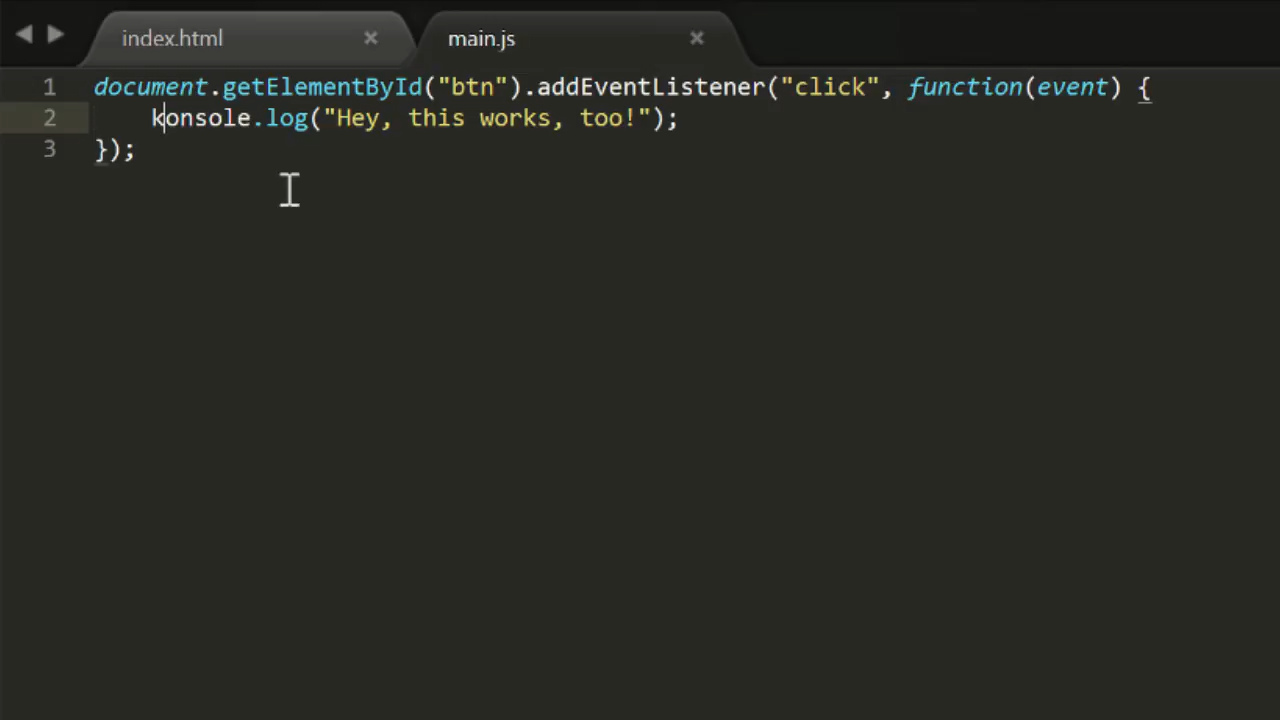 index.html × main.js ×
1 document.getElementById("btn").addEventListener("click", function(event) {
2 konsole.log("Hey, this works, too!");
3 });